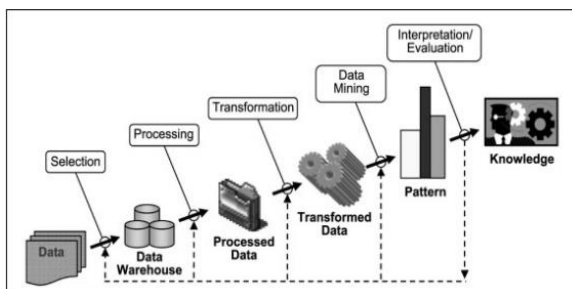 Interpretation/
Evaluation
Data
Mining
Transformation
Processing
Selection
Knowledge
Pattern
Transformed
Data
Processed
Data
Data
Warehouse
Data